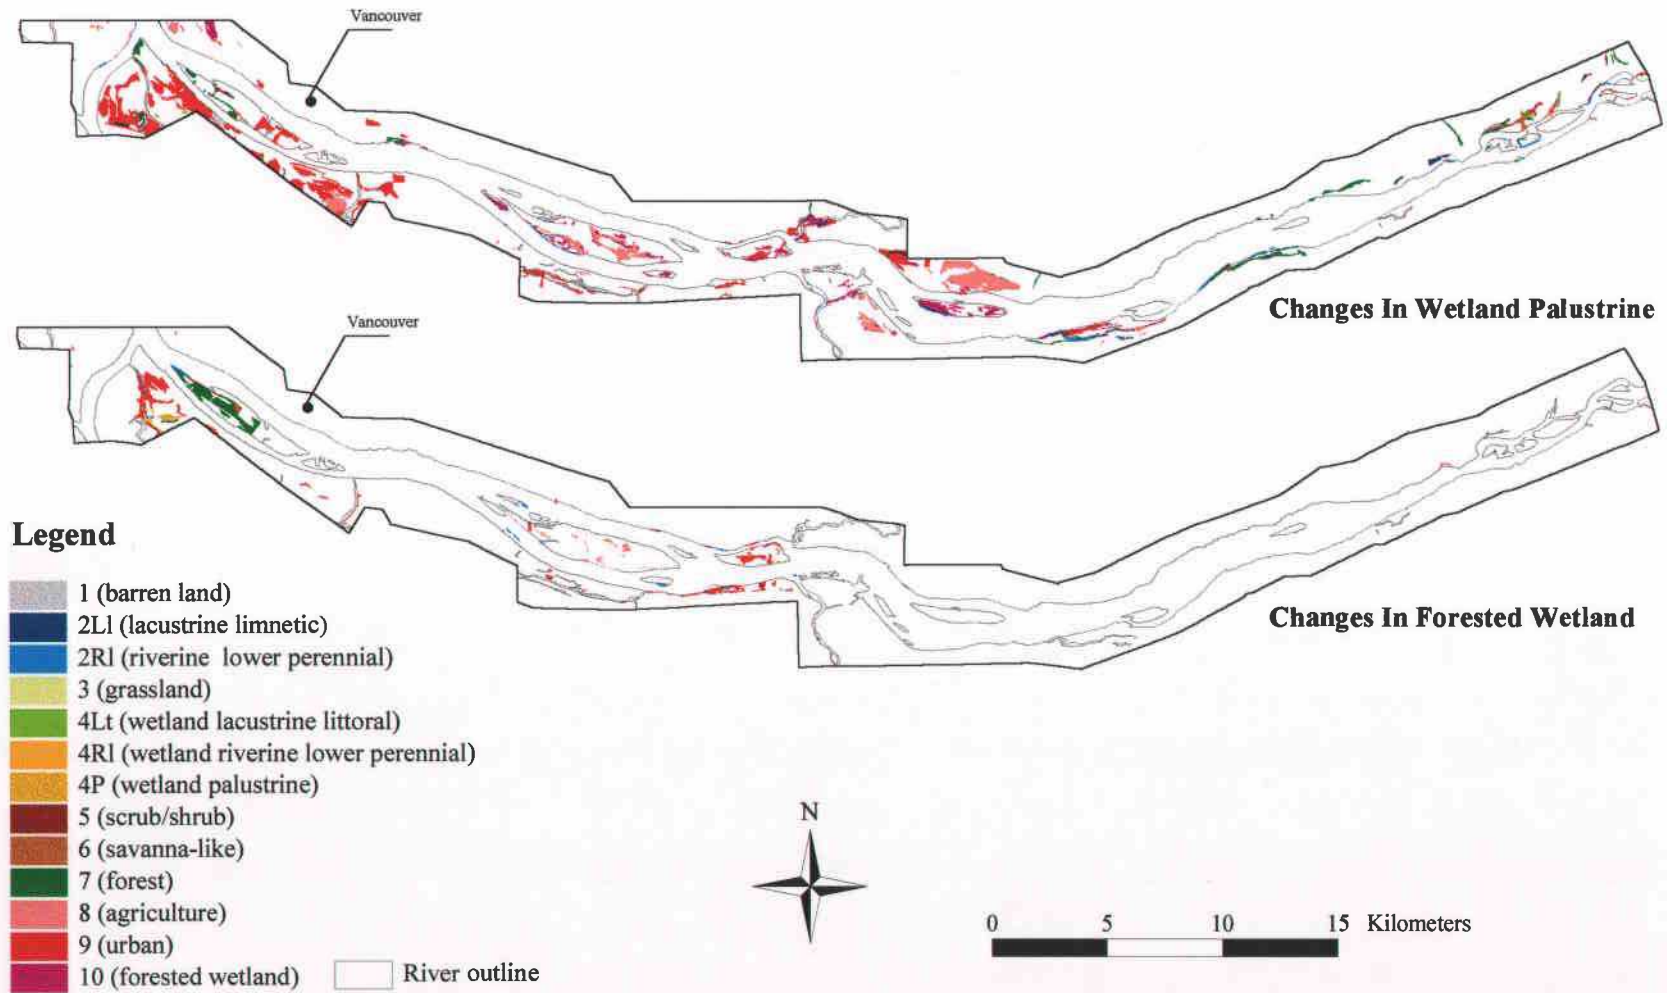 Vancouver
Changes In Wetland Palustrine
Vancouver
Changes In Forested Wetland
Legend
1 (barren land)
2Ll (lacustrine limnetic)
2Rl (riverine lower perennial)
3 (grassland)
4Lt (wetland lacustrine littoral)
4Rl (wetland riverine lower perennial)
4P (wetland palustrine)
5 (scrub/shrub)
6 (savanna-like)
7 (forest)
8 (agriculture)
9 (urban)
10 (forested wetland)
River outline
N
0 5 10 15 Kilometers